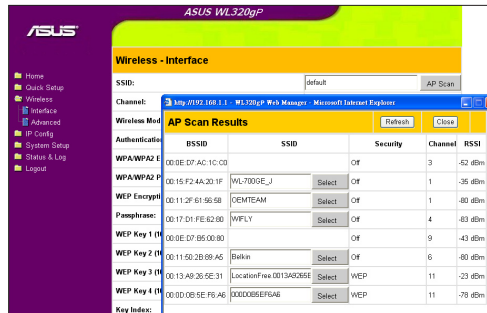 ASUS WL320gP
ASUS
Wireless - Interface
Home
Quick Setup
Wireless
Interface
Advanced
IP Config
System Setup
Status & Log
Logout
SSID: default AP Scan
Channel:
Wireless Mod
Authenticatio
WPA/WPA2 E
WPA/WPA2 P
WEP Encrypti
Passphrase:
WEP Key 1 (1
WEP Key 2 (1
WEP Key 3 (1
WEP Key 4 (1
Key Index:
http://192.168.1.1 - WL320gP Web Manager - Microsoft Internet Explorer
AP Scan Results Refresh Close
BSSID SSID Security Channel RSSI
00:0E:D7:AC:1C:C0 Off 3 -52 dBm
00:15:F2:4A:20:1F WL-700GE_J Select Off 1 -35 dBm
00:11:2F:61:56:58 OEMTEAM Select Off 1 -80 dBm
00:17:D1:FE:62:80 WIFLY Select Off 4 -83 dBm
00:0E:D7:B5:00:80 Off 9 -43 dBm
00:11:50:2B:89:A5 Belkin Select Off 6 -80 dBm
00:13:A9:26:5E:31 LocationFree.0013A9265E Select WEP 11 -23 dBm
00:0D:0B:5E:F6:A6 000D0B5EF6A6 Select WEP 11 -78 dBm